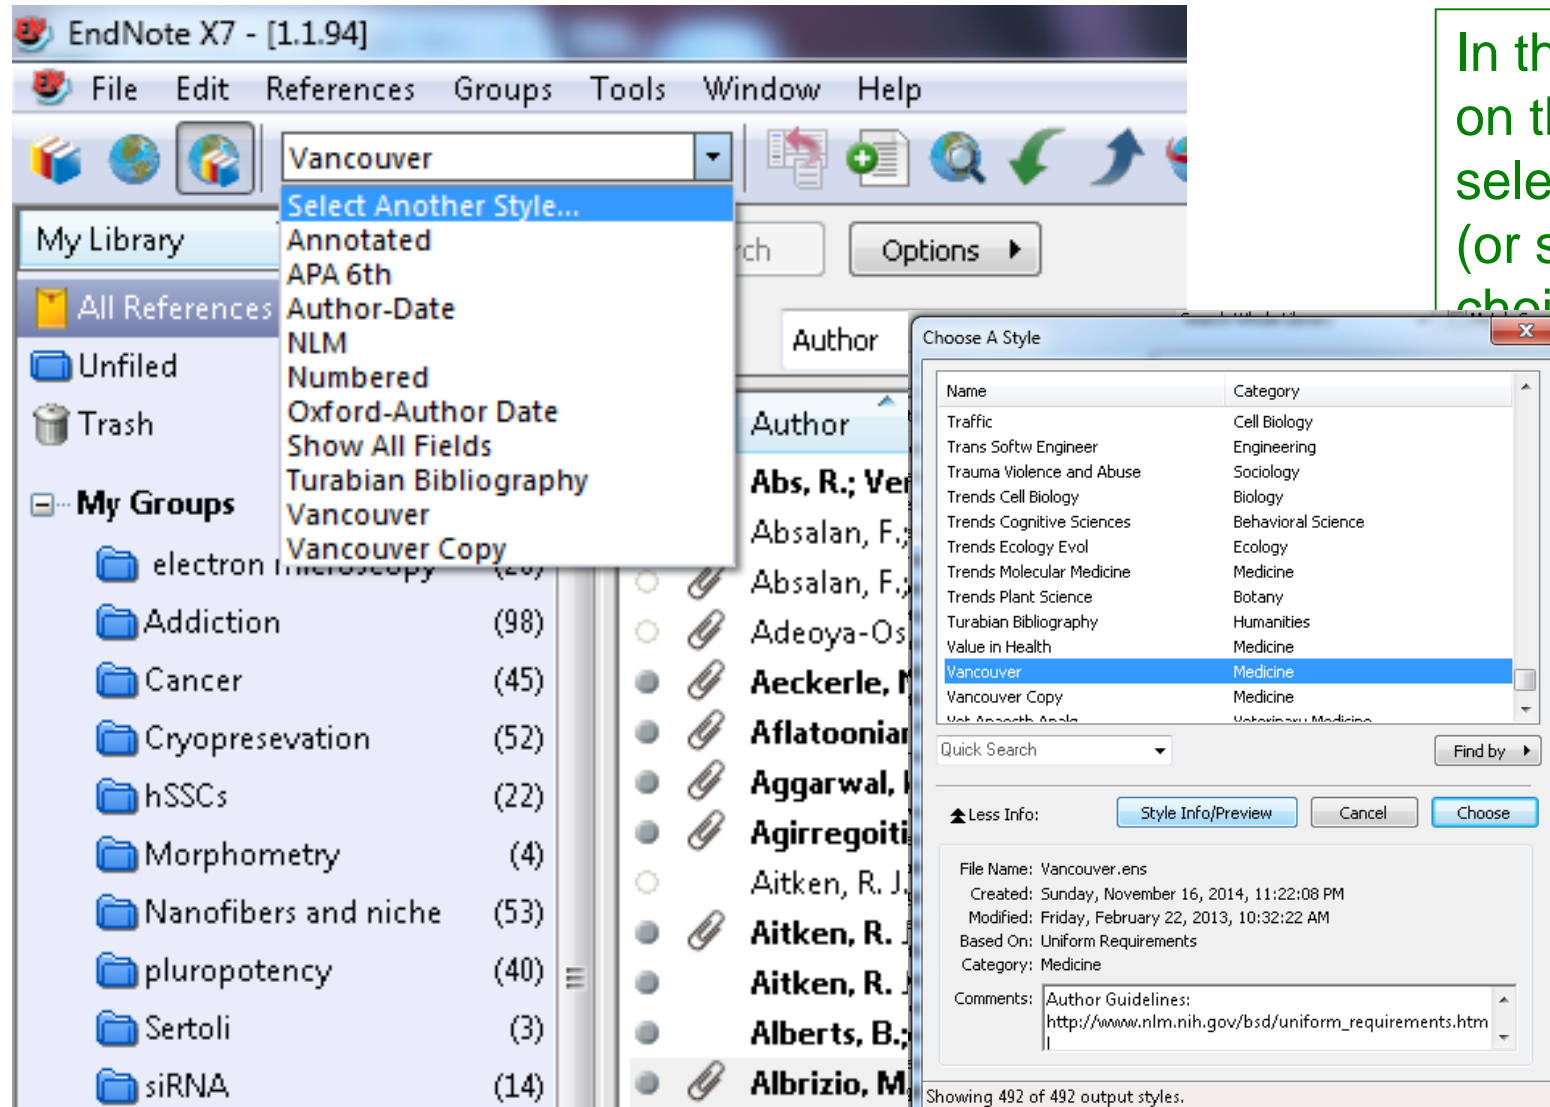 EndNote X7 - [1.1.94]
File Edit References Groups Tools Window Help
Vancouver
Select Another Style...
Annotated
APA 6th
Author-Date
NLM
Numbered
Oxford-Author Date
Show All Fields
Turabian Bibliography
Vancouver
Vancouver Copy
My Library
All References
Unfiled
Trash
My Groups
electron microscopy
Addiction (98)
Cancer (45)
Cryopresevation (52)
hSSCs (22)
Morphometry (4)
Nanofibers and niche (53)
pluropotency (40)
Sertoli (3)
siRNA (14)
Options
Author
Author
Abs, R.;
Absalan, F.;
Absalan, F.;
Adeoya-Os
Aeckerle,
Aflatoonian
Aggarwal,
Agirregoiti
Aitken, R. J.
Aitken, R.
Aitken, R.
Alberts, B.;
Albrizio, M
on
(or
Choose A Style
Name Category
Traffic Cell Biology
Trans Softw Engineer Engineering
Trauma Violence and Abuse Sociology
Trends Cell Biology Biology
Trends Cognitive Sciences Behavioral Science
Trends Ecology Evol Ecology
Trends Molecular Medicine Medicine
Trends Plant Science Botany
Turabian Bibliography Humanities
Value in Health Medicine
Vancouver Medicine
Vancouver Copy Medicine
Quick Search Find by
Less Info: Style Info/Preview Cancel Choose
File Name: Vancouver.ens
Created: Sunday, November 16, 2014, 11:22:08 PM
Modified: Friday, February 22, 2013, 10:32:22 AM
Based On: Uniform Requirements
Category: Medicine
Comments: Author Guidelines:
http://www.nlm.nih.gov/bsd/uniform_requirements.htm
l
Showing 492 of 492 output styles.
In